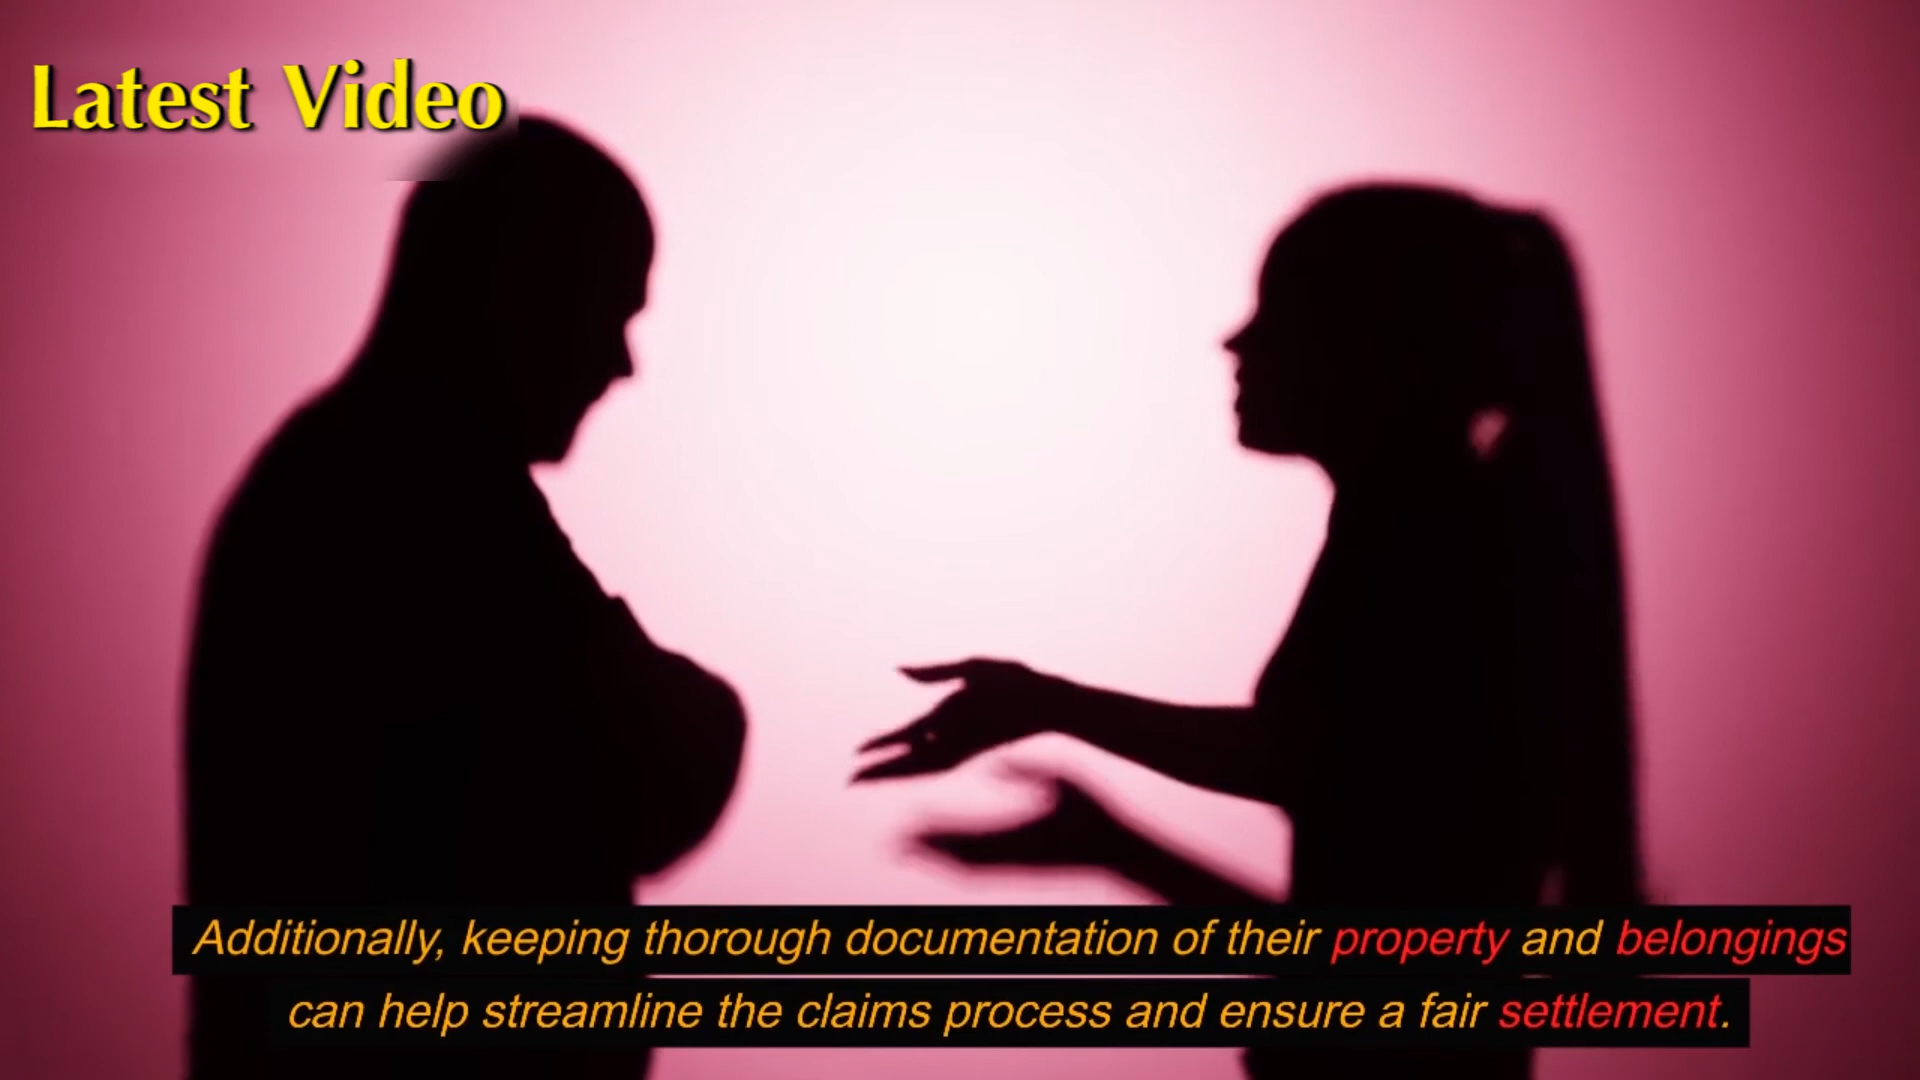 Latest Video
Additionally, keeping thorough documentation of their property and belongings
can help streamline the claims process and ensure a fair settlement.